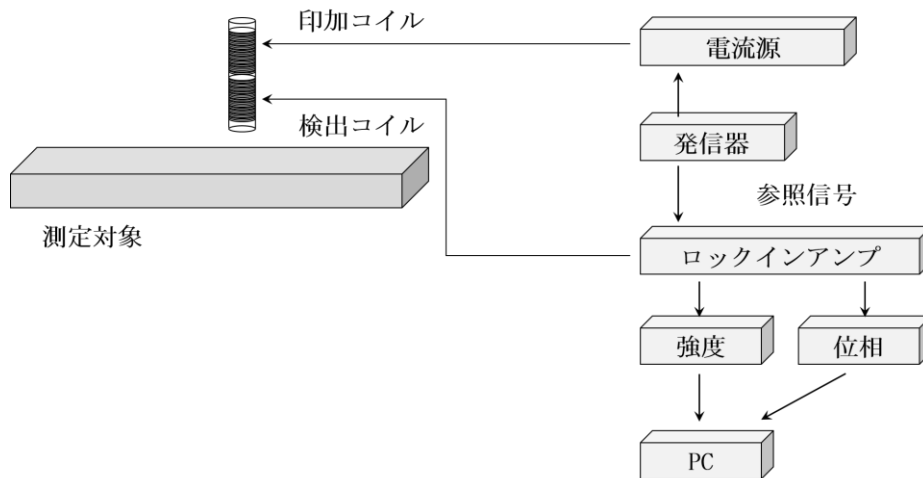 印加コイル
電流源
検出コイル
発信器
参照信号
測定対象
ロックインアンプ
強度
位相
PC